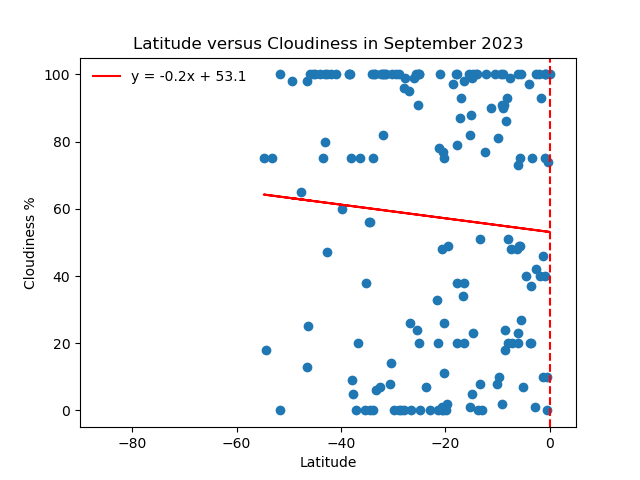 Latitude versus Cloudiness in September 2023
y = -0.2x + 53.1
100
80
60
40
20
0
Cloudiness %
−80 −60 −40 −20 0
Latitude